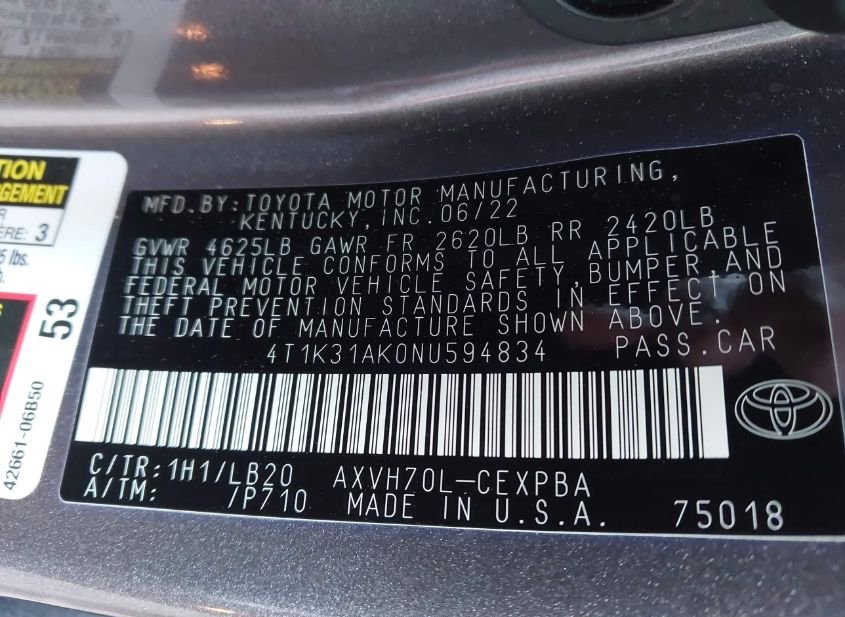 TION
GEMENT
ERE: 3
5 lbs.
53
42661-06B50
MFD. BY: TOYOTA MOTOR MANUFACTURING,
KENTUCKY, INC. 06/22
GVWR 4625LB GAWR FR 2620LB RR 2420LB
THIS VEHICLE CONFORMS TO ALL APPLICABLE
FEDERAL MOTOR VEHICLE SAFETY, BUMPER, AND
THEFT PREVENTION STANDARDS IN EFFECT ON
THE DATE OF MANUFACTURE SHOWN ABOVE.
4T1K31AK0NU594834 PASS. CAR
C/TR: 1H1/LB20 AXVH70L-CEXPBA
A/TM: /P710 MADE IN U.S.A. 75018